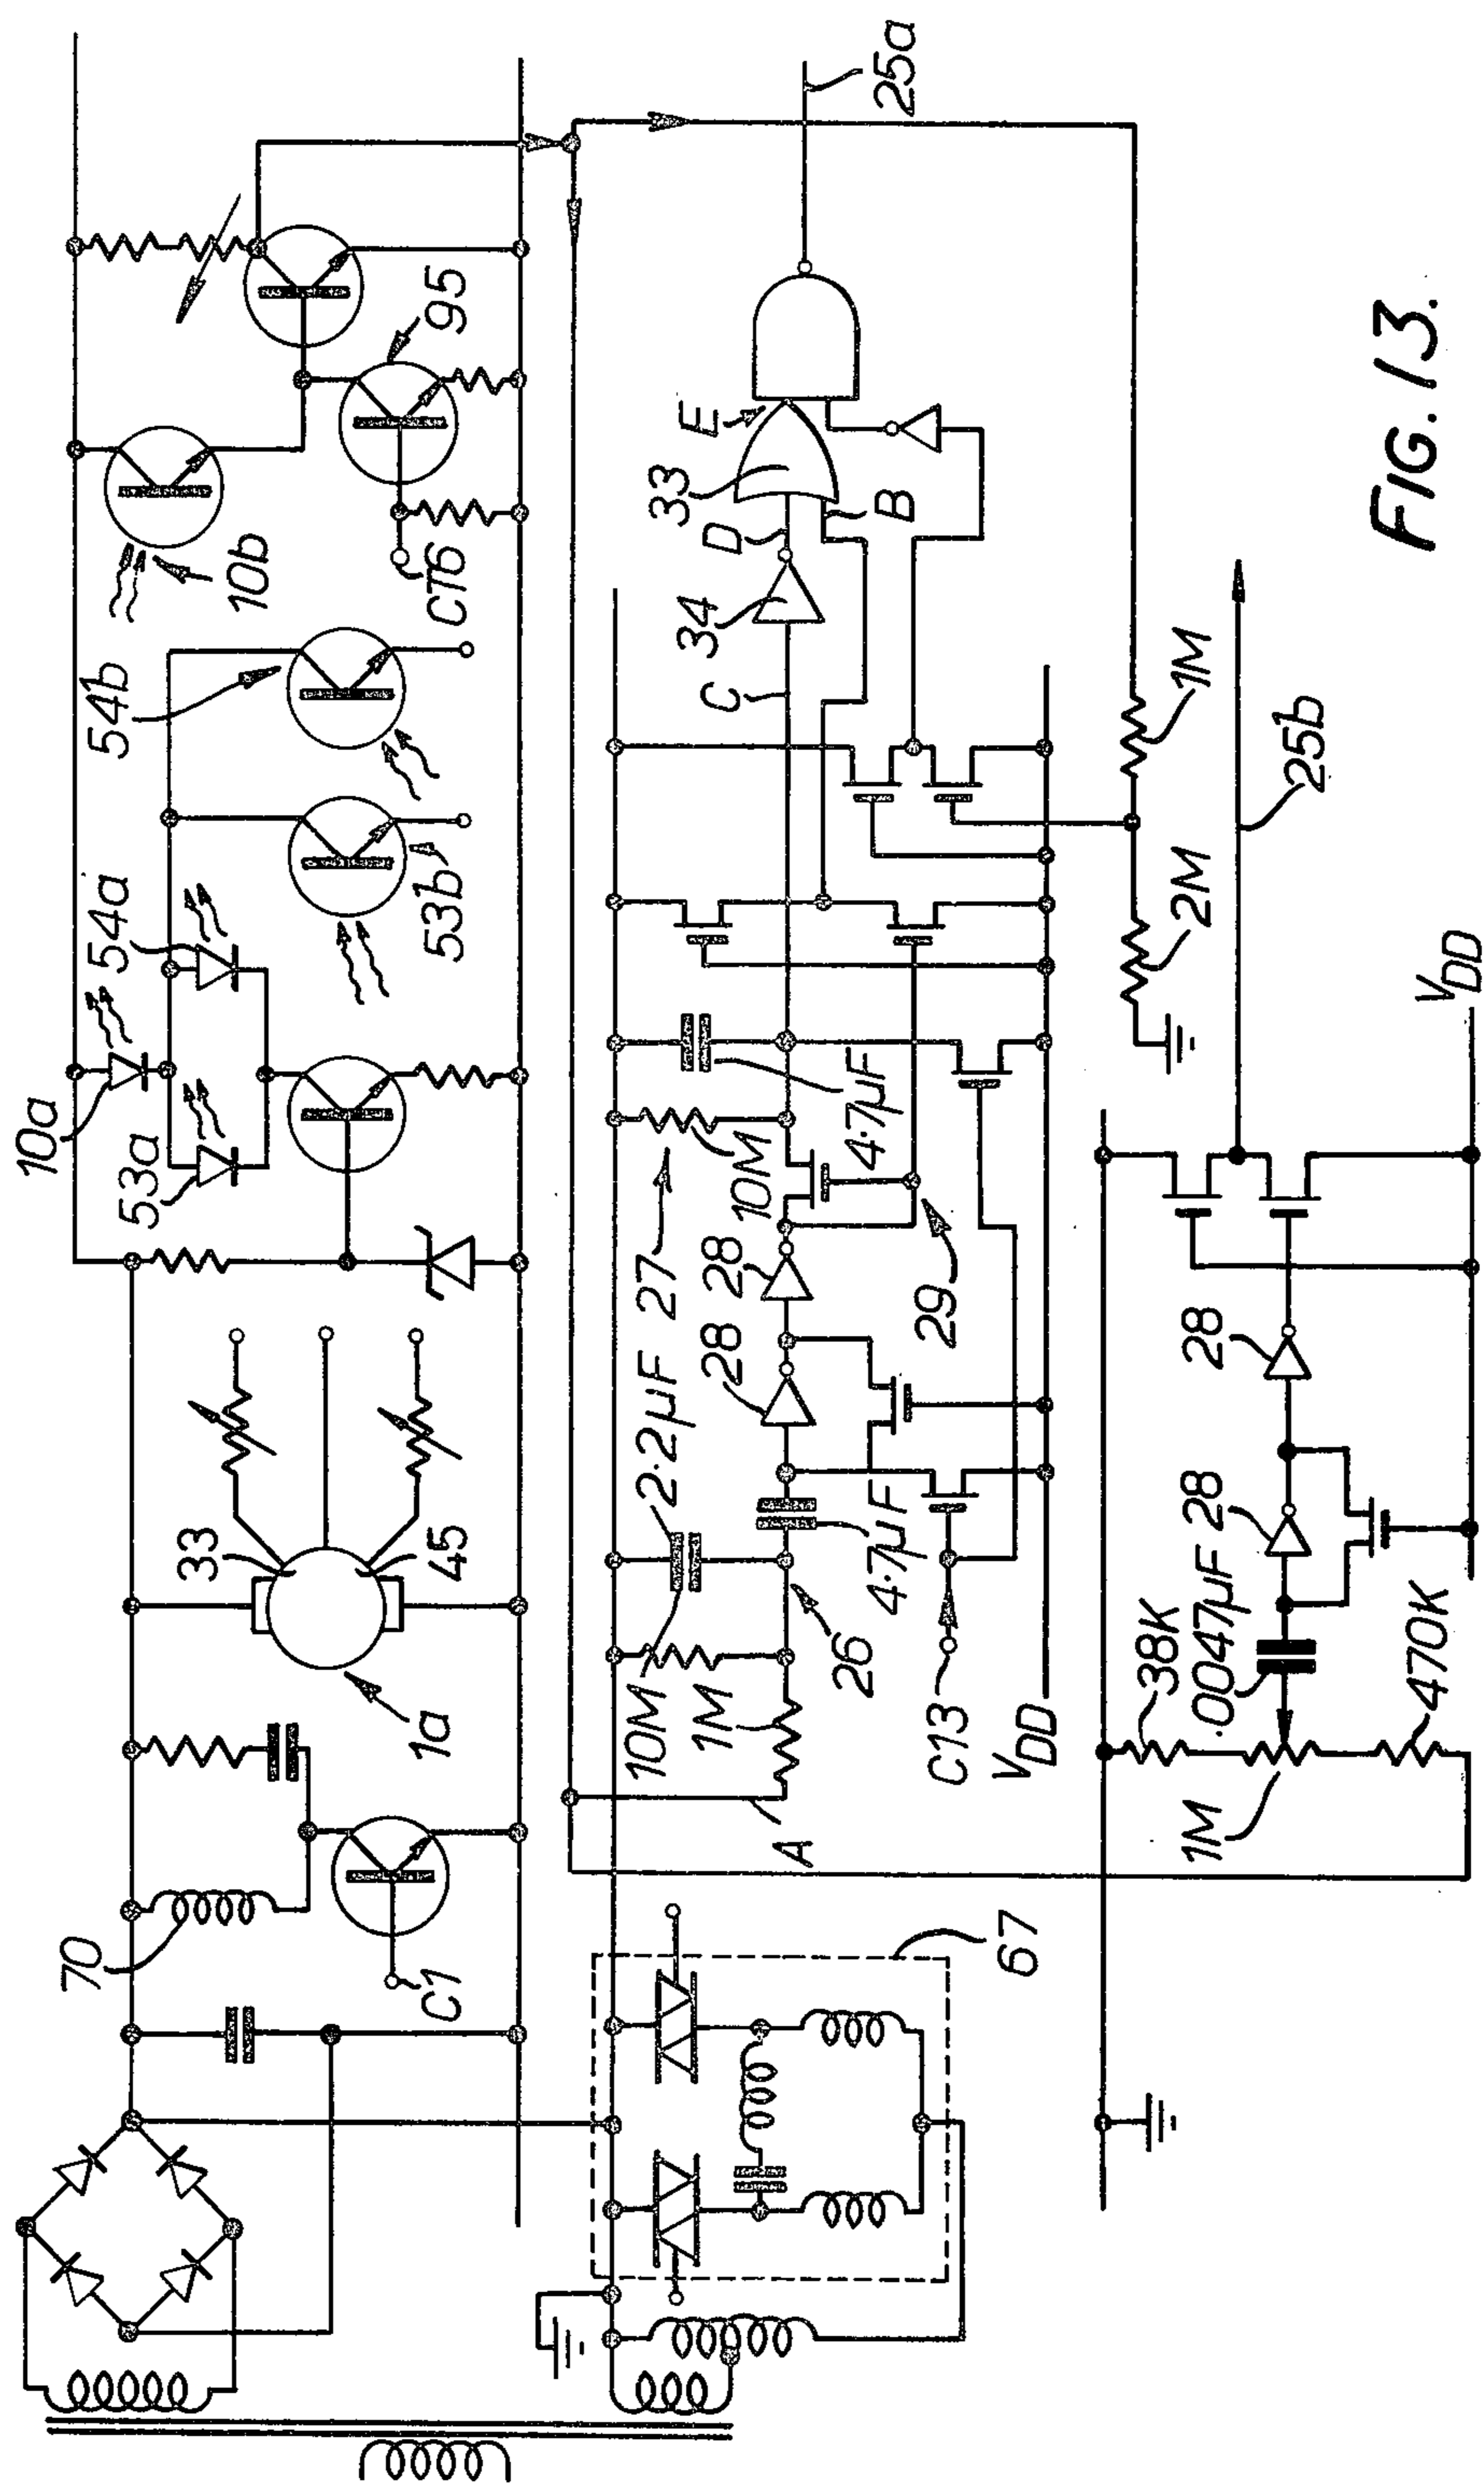 10a
53a
54a
54b
53b
10b
CT6
95
70
C1
1a
33
45
67
A
10M
1M
2·2µF
26
4·7µF
C13
VDD
27
28
28
10M
4·7µF
29
C
34
D
33
E
B
25a
2M
1M
1M
38K
·0047µF
470K
28
28
25b
VDD
FIG. 13.